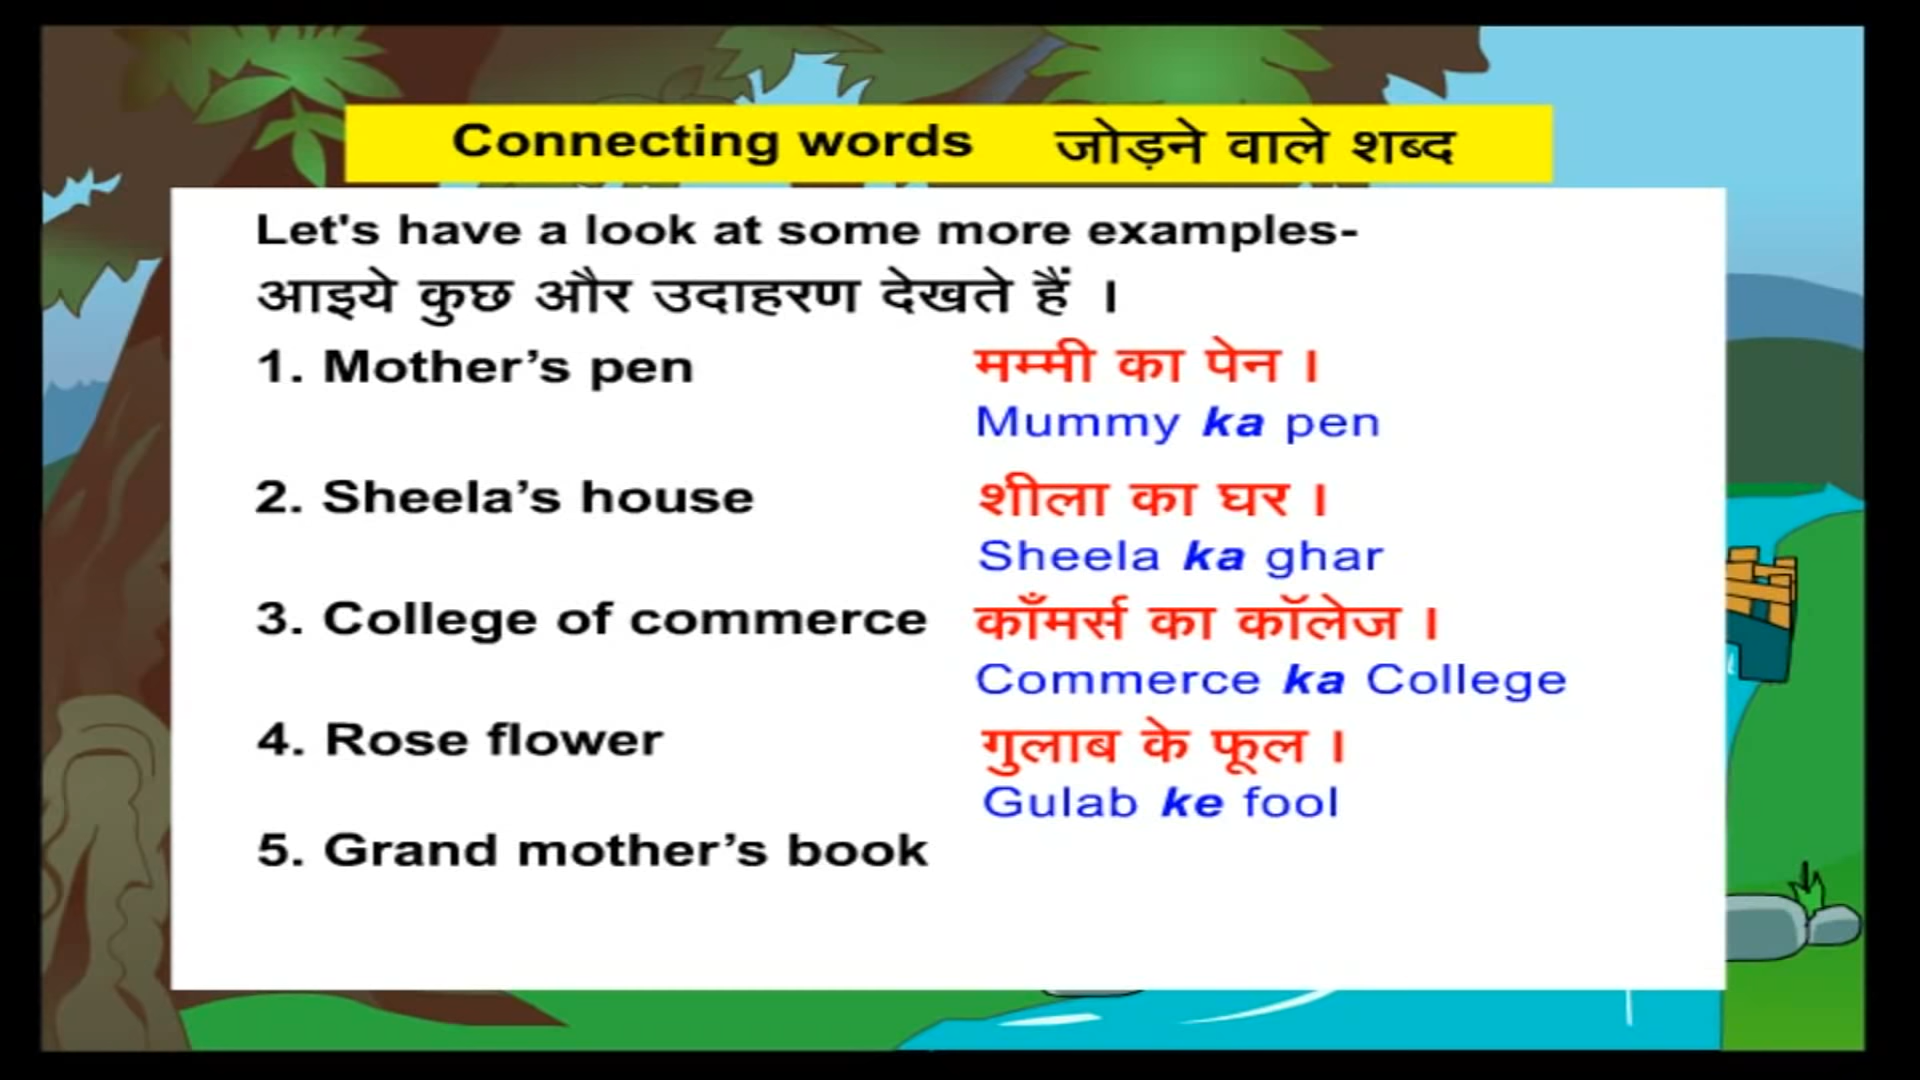 Connecting words जोड़ने वाले शब्द
Let's have a look at some more examples-
आइये कुछ और उदाहरण देखते हैं ।
1. Mother’s pen मम्मी का पेन ।
Mummy ka pen
2. Sheela’s house शीला का घर ।
Sheela ka ghar
3. College of commerce काँमर्स का कॉलेज ।
Commerce ka College
4. Rose flower गुलाब के फूल ।
Gulab ke fool
5. Grand mother’s book